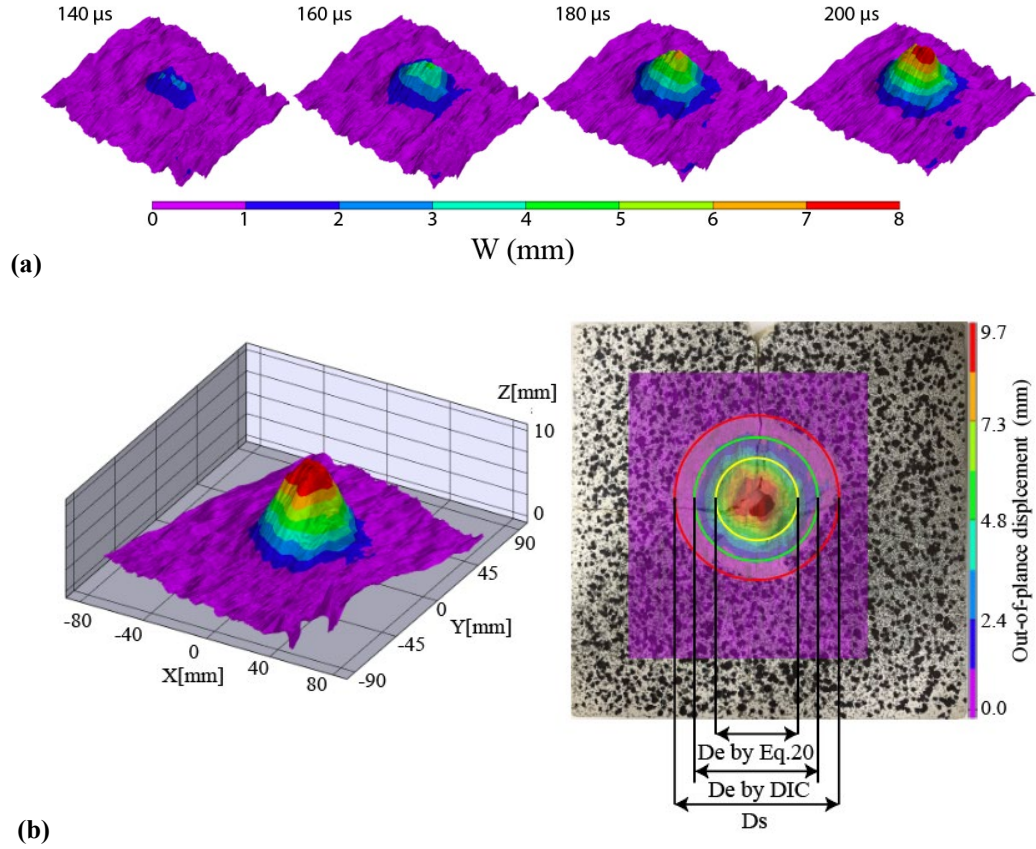 140 µs 160 µs 180 µs 200 µs
0 1 2 3 4 5 6 7 8
W (mm)
(a)
Z[mm]
10
0
90
45
0
-45
-90
Y[mm]
-80 -40 0 40 80
X[mm]
9.7
7.3
4.8
2.4
0.0
Out-of-plance displcement (mm)
De by Eq.20
De by DIC
Ds
(b)